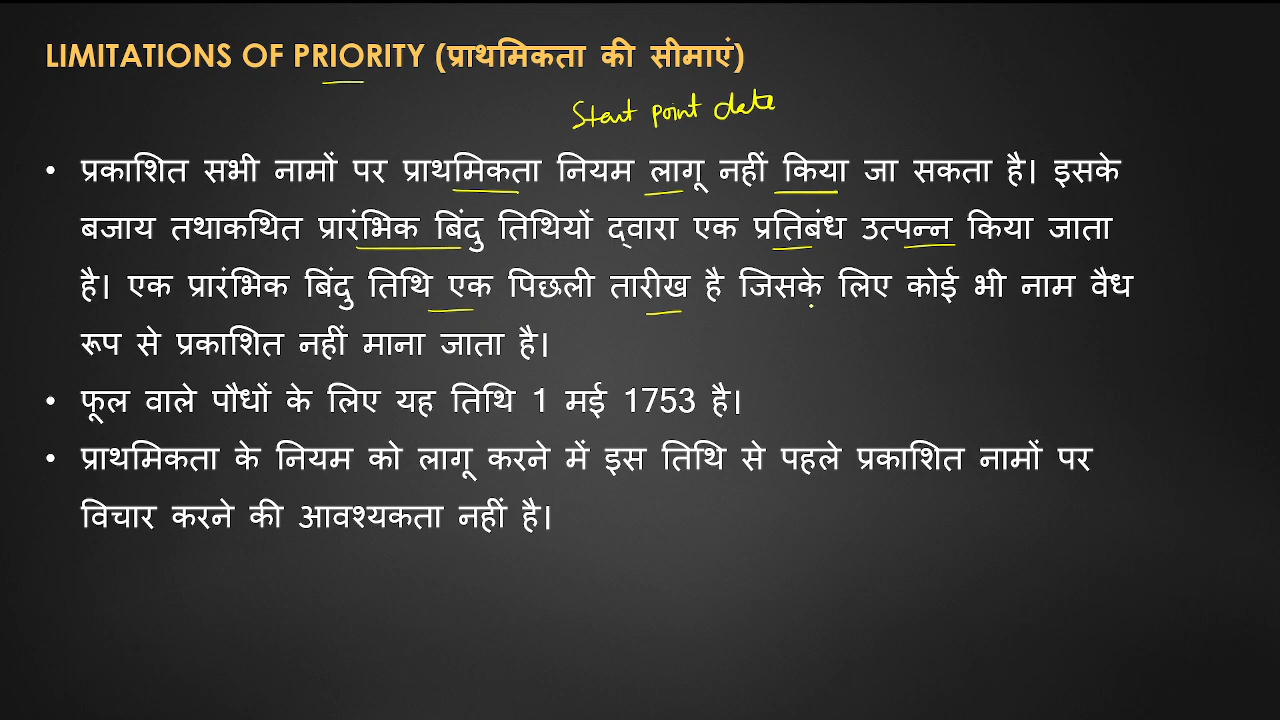 LIMITATIONS OF PRIORITY (प्राथमिकता की सीमाएं)
Start point date
• प्रकाशित सभी नामों पर प्राथमिकता नियम लागू नहीं किया जा सकता है। इसके
बजाय तथाकथित प्रारंभिक बिंदु तिथियों द्वारा एक प्रतिबंध उत्पन्न किया जाता
है। एक प्रारंभिक बिंदु तिथि एक पिछली तारीख है जिसके लिए कोई भी नाम वैध
रूप से प्रकाशित नहीं माना जाता है।
• फूल वाले पौधों के लिए यह तिथि 1 मई 1753 है।
• प्राथमिकता के नियम को लागू करने में इस तिथि से पहले प्रकाशित नामों पर
विचार करने की आवश्यकता नहीं है।